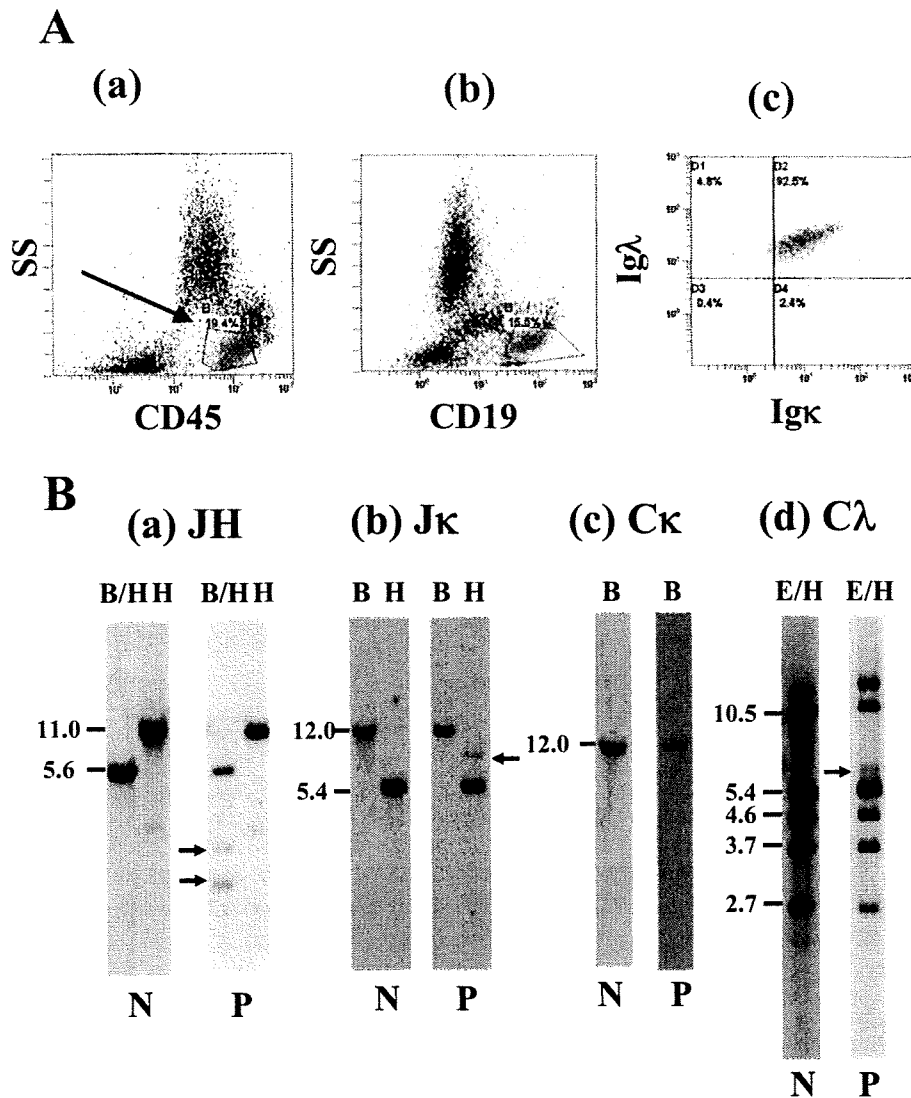 A
(a)
(b)
(c)
SS
B
19.4%
CD45
SS
B
15.5%
CD19
Igλ
D1
4.8%
D2
92.5%
D3
0.4%
D4
2.4%
Igκ
B
(a) JH
(b) Jκ
(c) Cκ
(d) Cλ
B/H H
B/H H
B H
B H
B
B
E/H
E/H
11.0
5.6
12.0
5.4
12.0
10.5
5.4
4.6
3.7
2.7
N
P
N
P
N
P
N
P